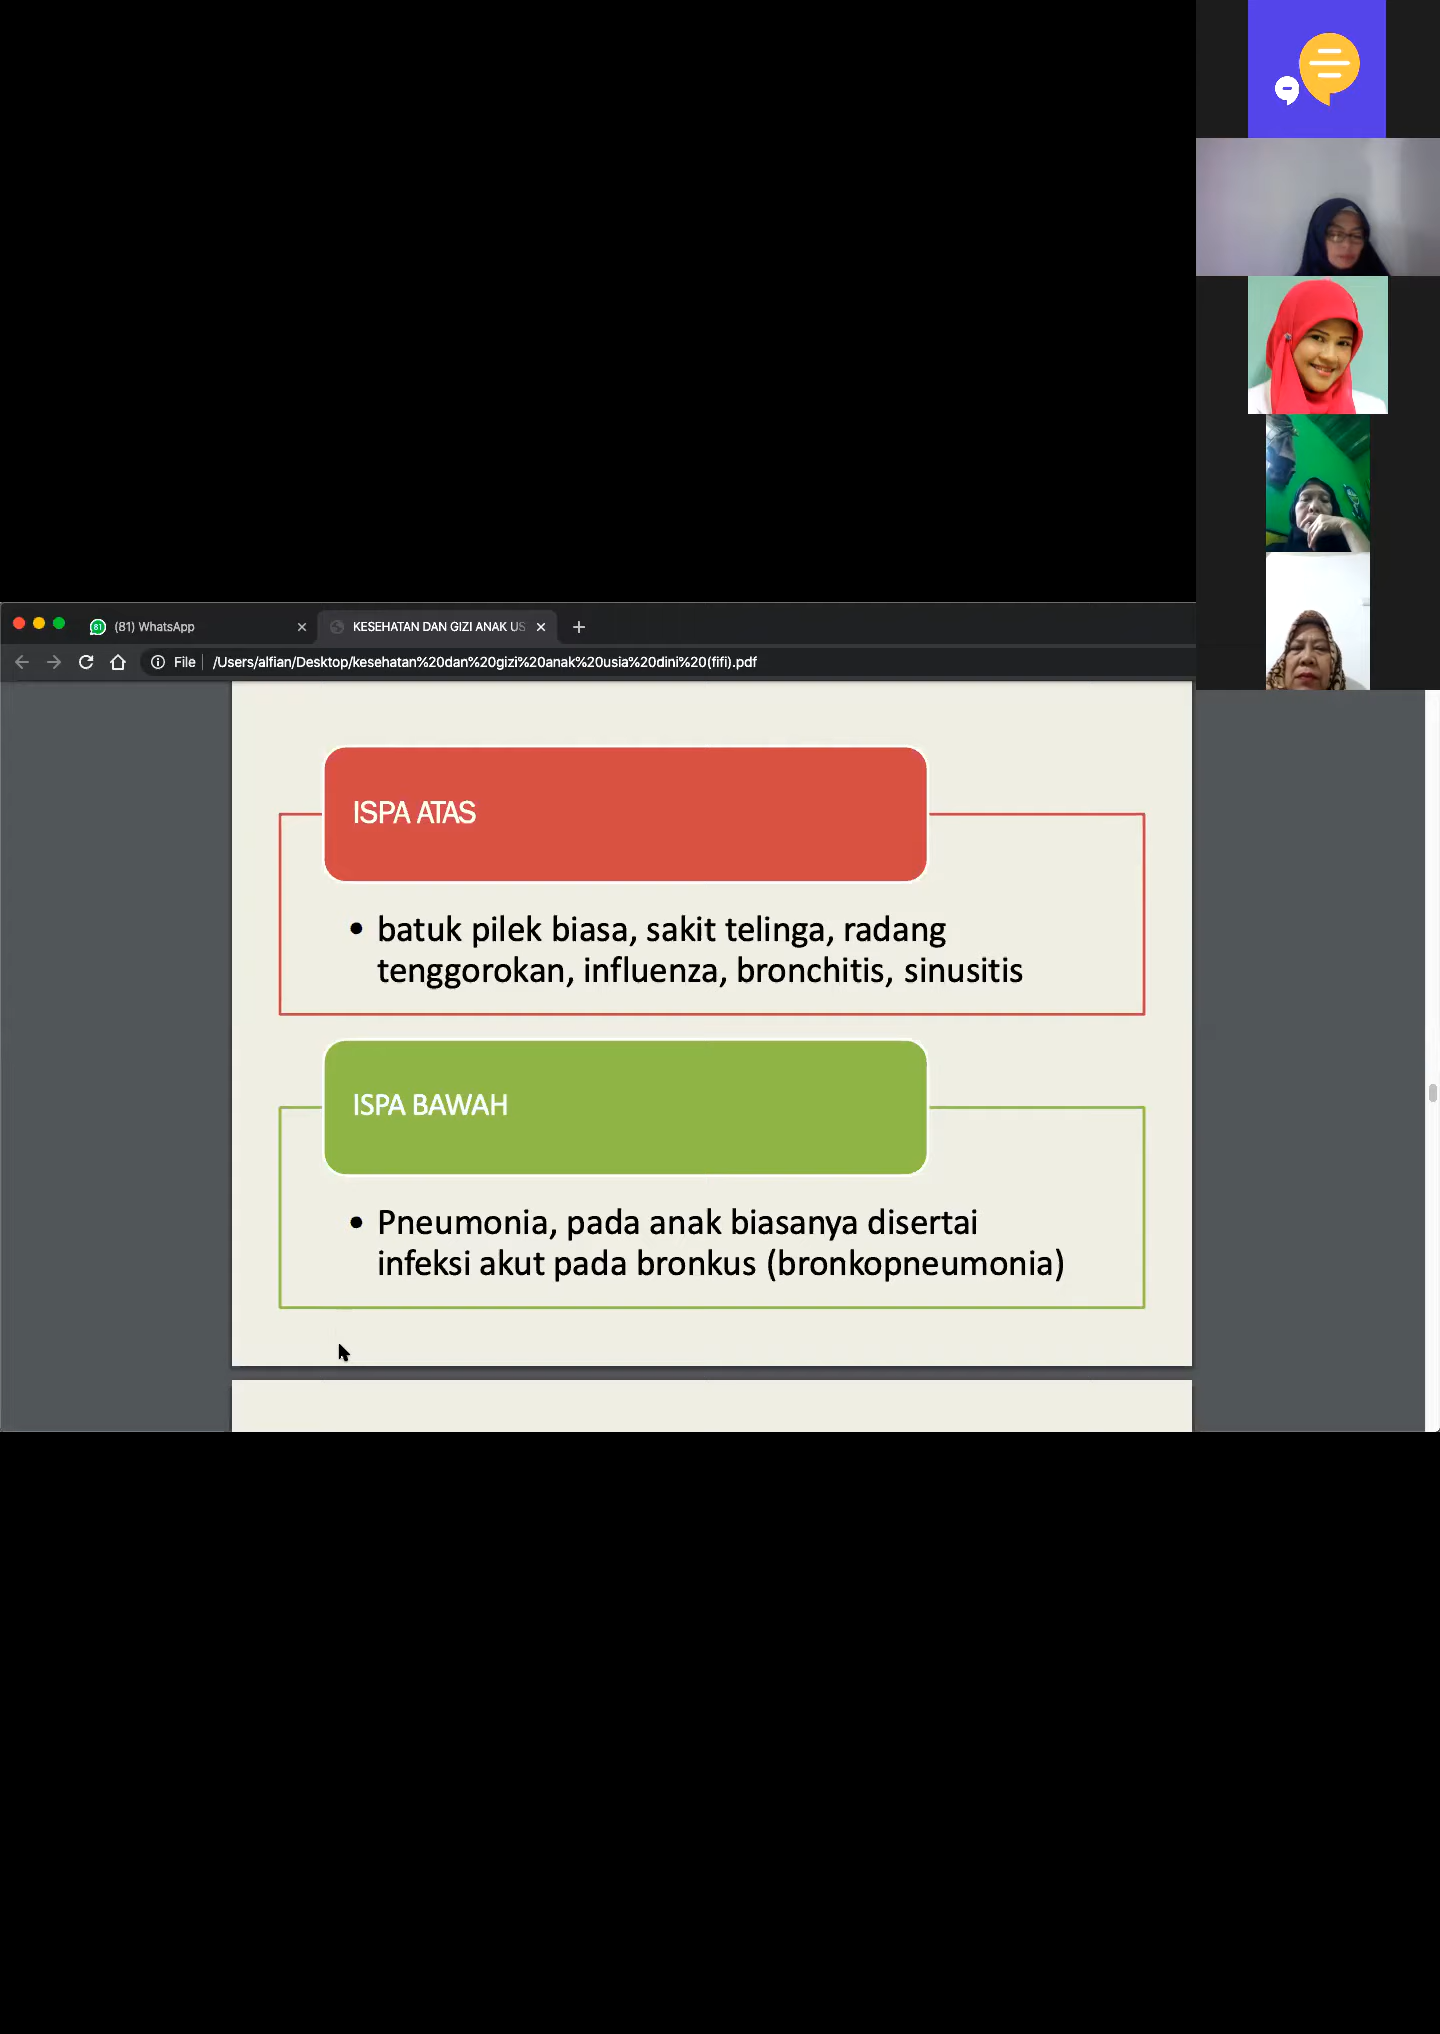 (81) WhatsApp
KESEHATAN DAN GIZI ANAK US
File
/Users/alfian/Desktop/kesehatan%20dan%20gizi%20anak%20usia%20dini%20(fifi).pdf
ISPA ATAS
• batuk pilek biasa, sakit telinga, radang
tenggorokan, influenza, bronchitis, sinusitis
ISPA BAWAH
• Pneumonia, pada anak biasanya disertai
infeksi akut pada bronkus (bronkopneumonia)